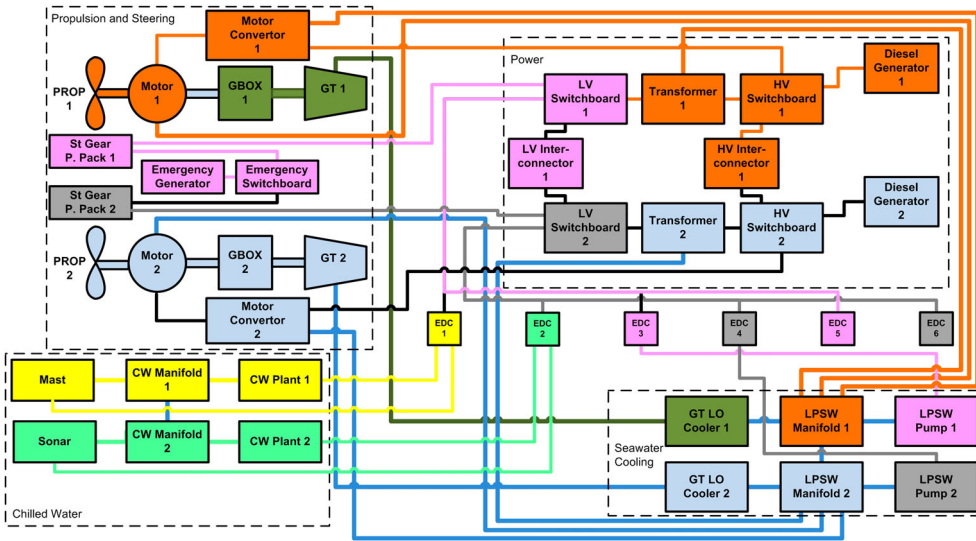 Propulsion and Steering
Motor
Convertor
1
PROP
1
Motor
1
GBOX
1
GT 1
St Gear
P. Pack 1
Emergency
Generator
Emergency
Switchboard
St Gear
P. Pack 2
PROP
2
Motor
2
GBOX
2
GT 2
Motor
Convertor
2
Power
LV
Switchboard
1
Transformer
1
HV
Switchboard
1
Diesel
Generator
1
LV Inter-
connector
1
HV Inter-
connector
1
LV
Switchboard
2
Transformer
2
HV
Switchboard
2
Diesel
Generator
2
EDC
1
EDC
2
EDC
3
EDC
4
EDC
5
EDC
6
Mast
CW Manifold
1
CW Plant 1
Sonar
CW Manifold
2
CW Plant 2
Chilled Water
GT LO
Cooler 1
LPSW
Manifold 1
LPSW
Pump 1
Seawater
Cooling
GT LO
Cooler 2
LPSW
Manifold 2
LPSW
Pump 2